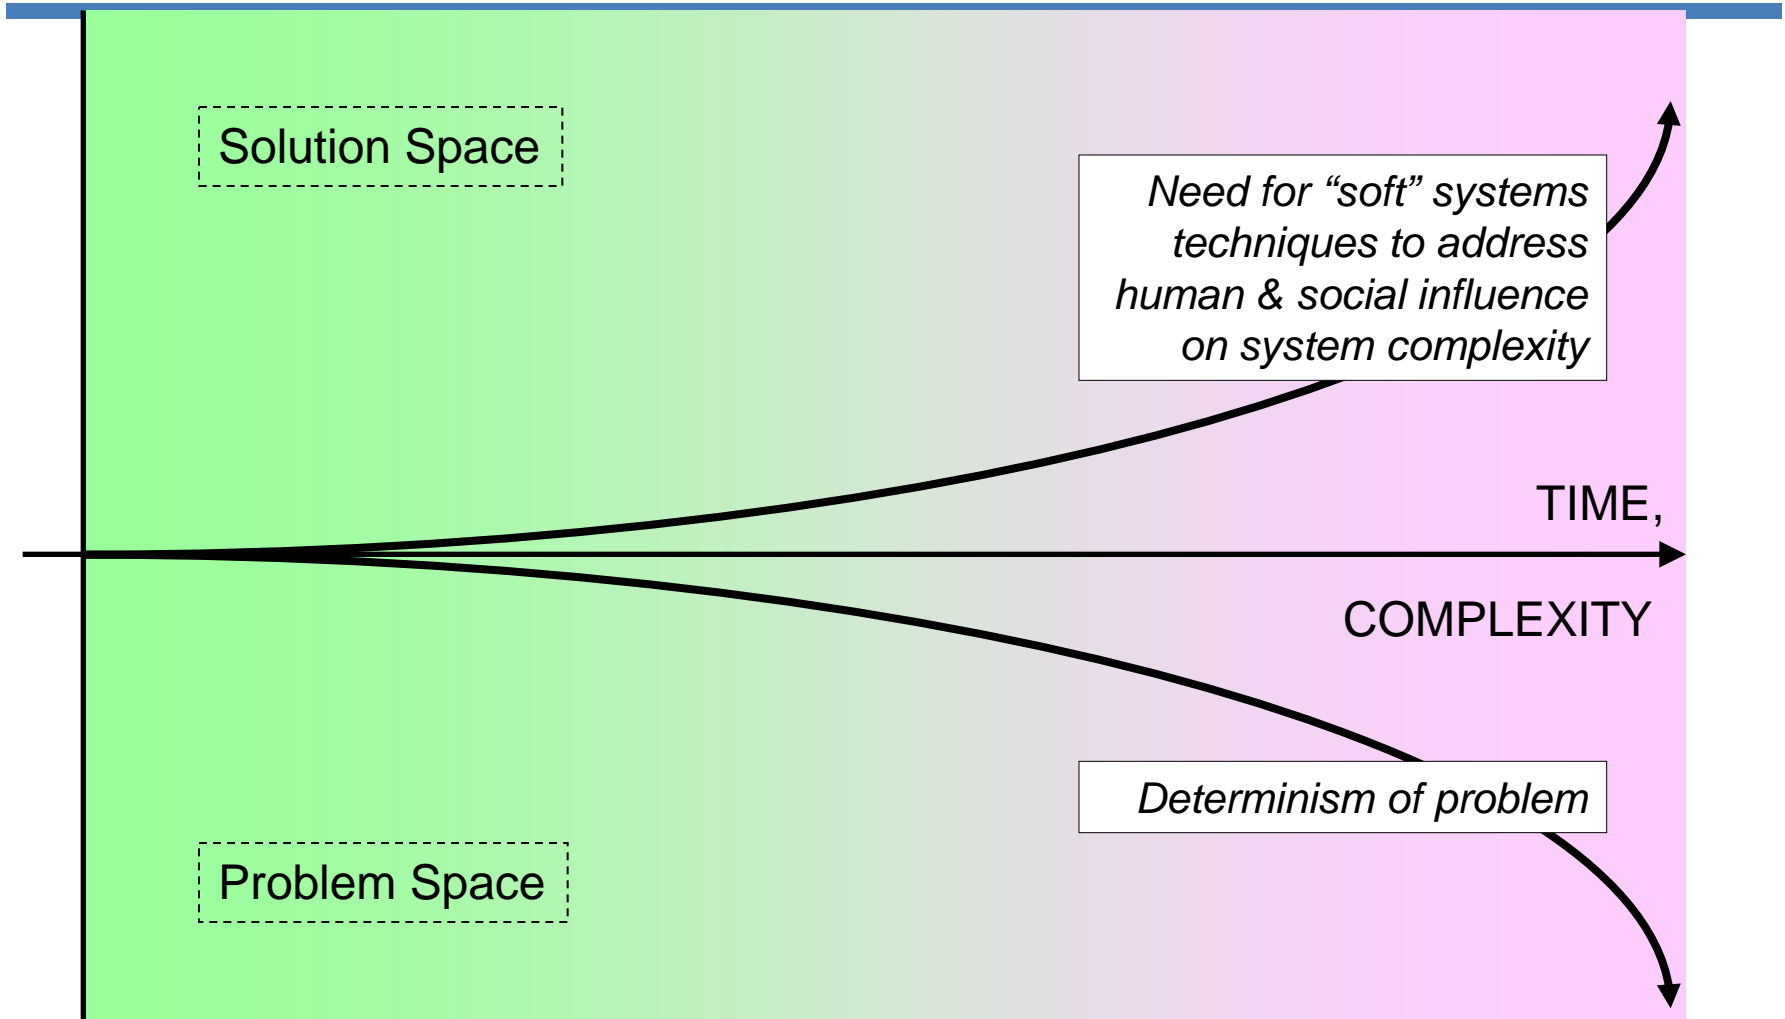 Solution Space
Need for “soft” systems
techniques to address
human & social influence
on system complexity
TIME,
COMPLEXITY
Determinism of problem
Problem Space